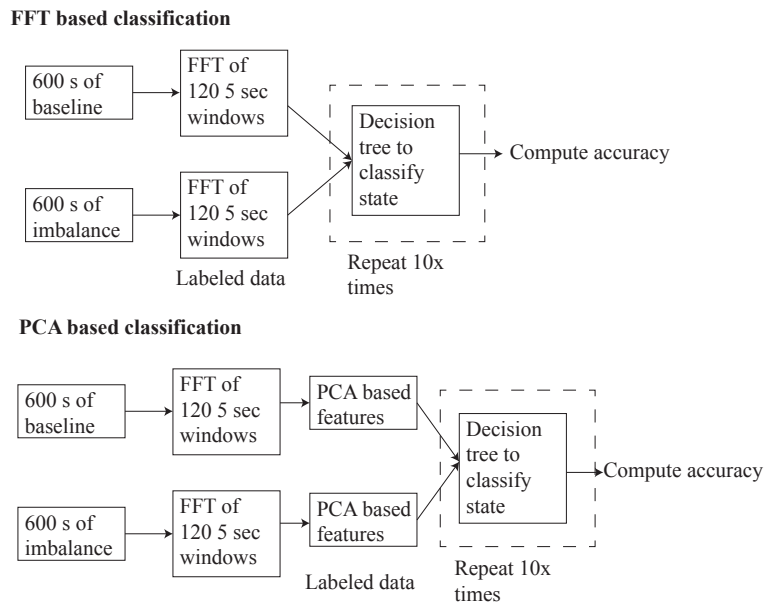 FFT based classification
600 s of
baseline
FFT of
120 5 sec
windows
600 s of
imbalance
FFT of
120 5 sec
windows
Labeled data
Decision
tree to
classify
state
Repeat 10x
times
Compute accuracy
PCA based classification
600 s of
baseline
FFT of
120 5 sec
windows
PCA based
features
600 s of
imbalance
FFT of
120 5 sec
windows
PCA based
features
Labeled data
Decision
tree to
classify
state
Repeat 10x
times
Compute accuracy